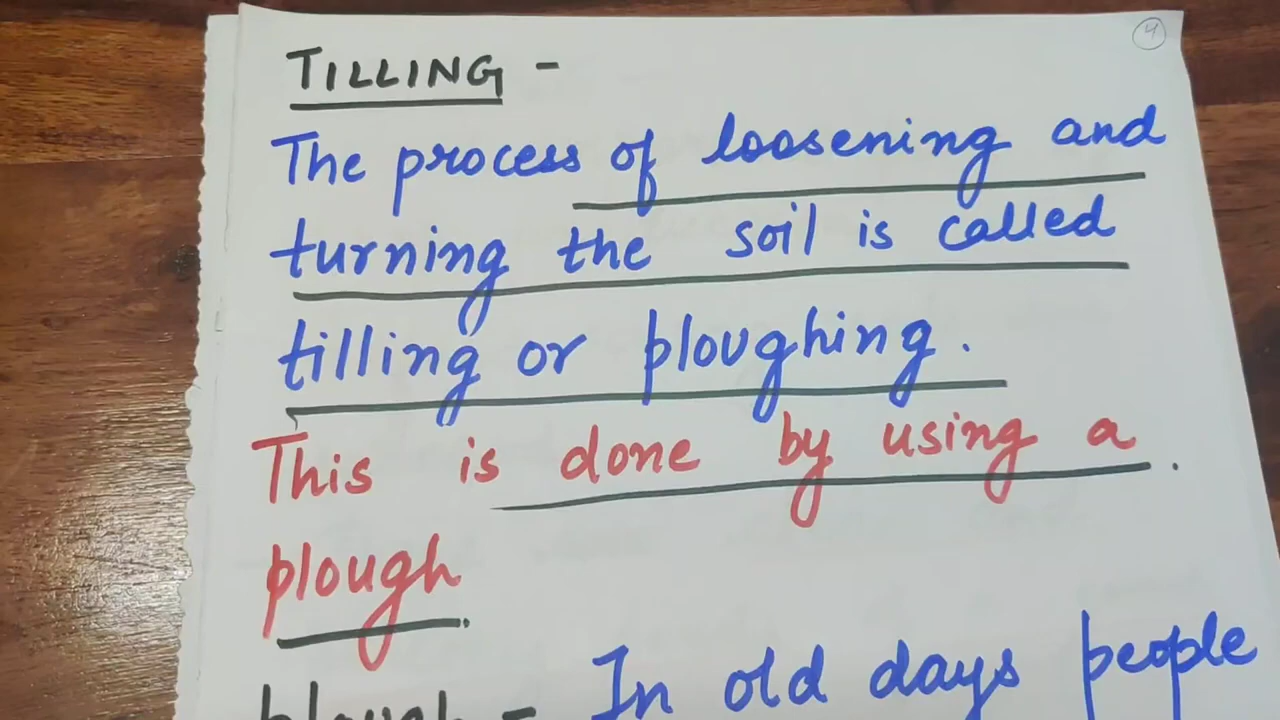 4
TILLING -
The process of loosening and
turning the soil is called
tilling or ploughing.
This is done by using a
plough.
plough - In old days people